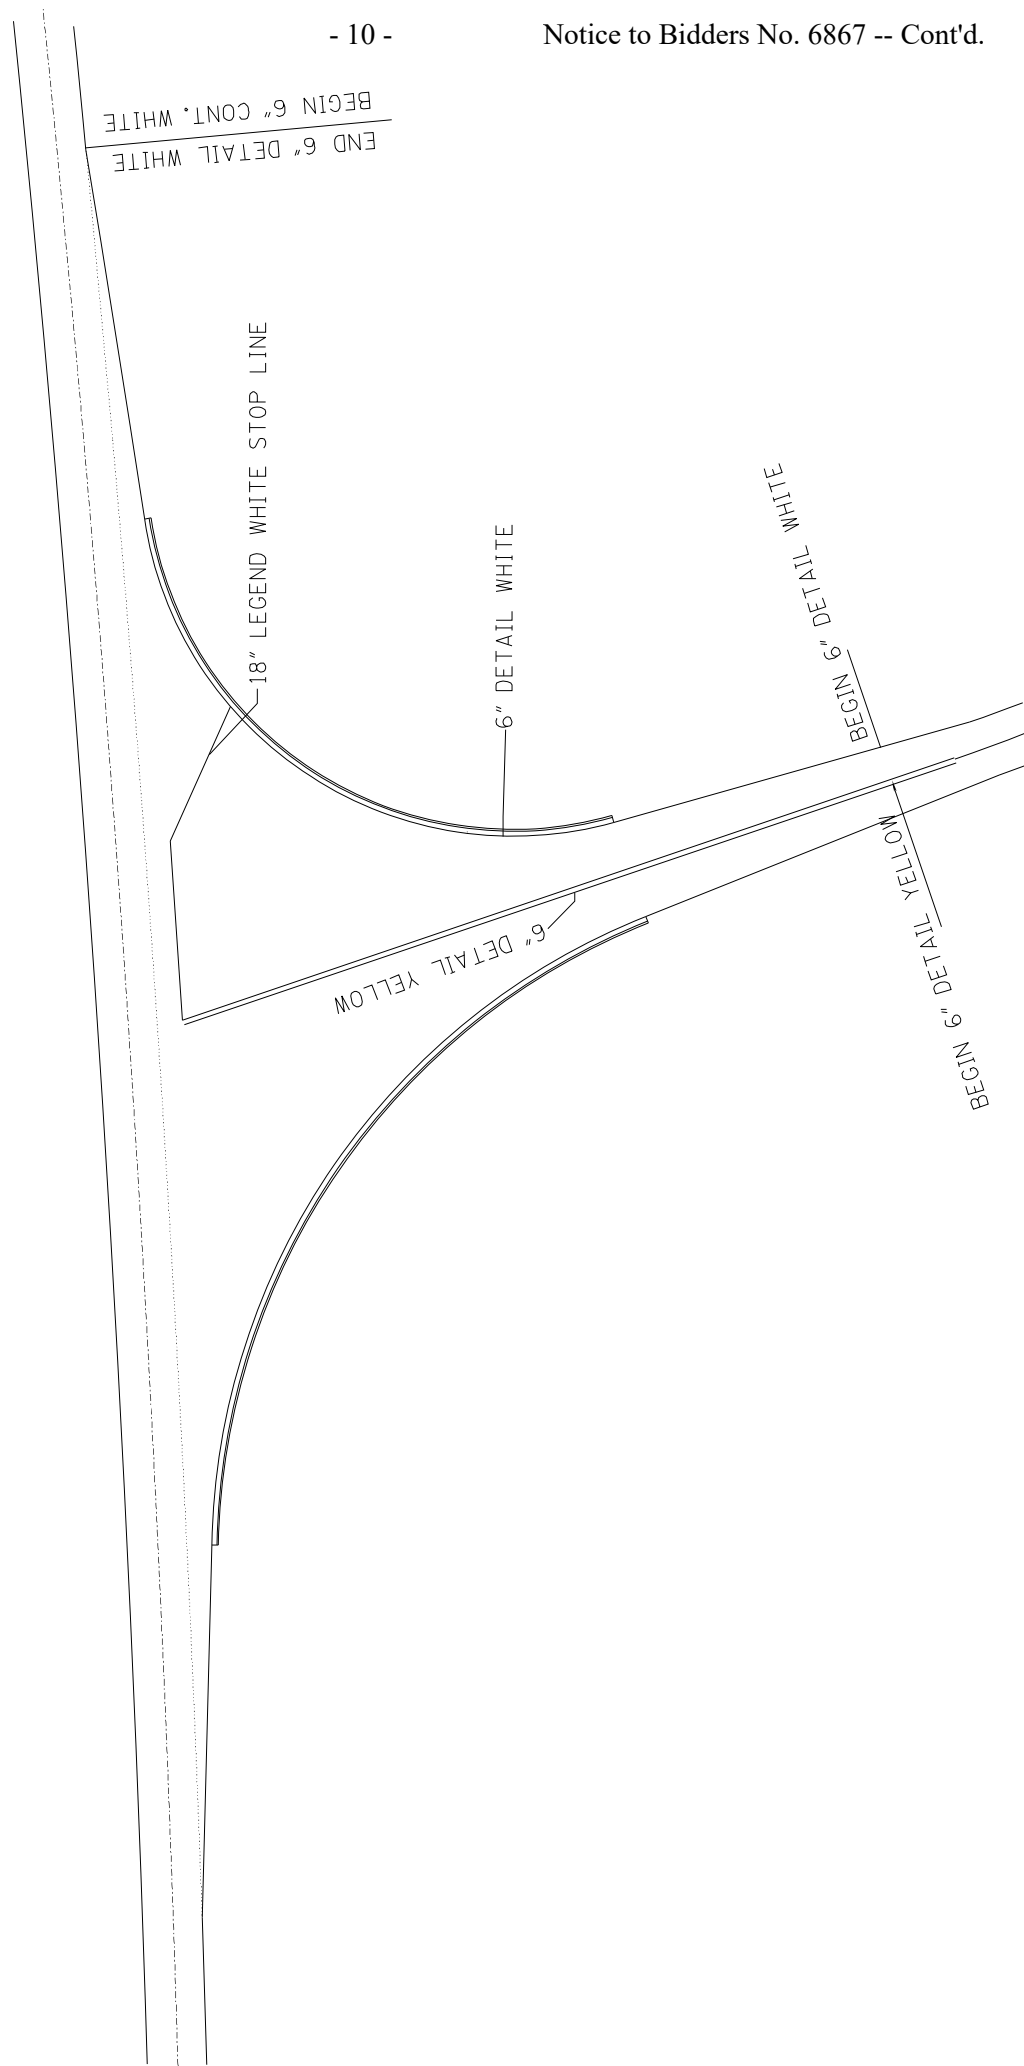 - 10 -
Notice to Bidders No. 6867 -- Cont'd.
BEGIN 6" CONT. WHITE
END 6" DETAIL WHITE
18" LEGEND WHITE STOP LINE
6" DETAIL WHITE
BEGIN 6" DETAIL WHITE
6" DETAIL YELLOW
BEGIN 6" DETAIL YELLOW